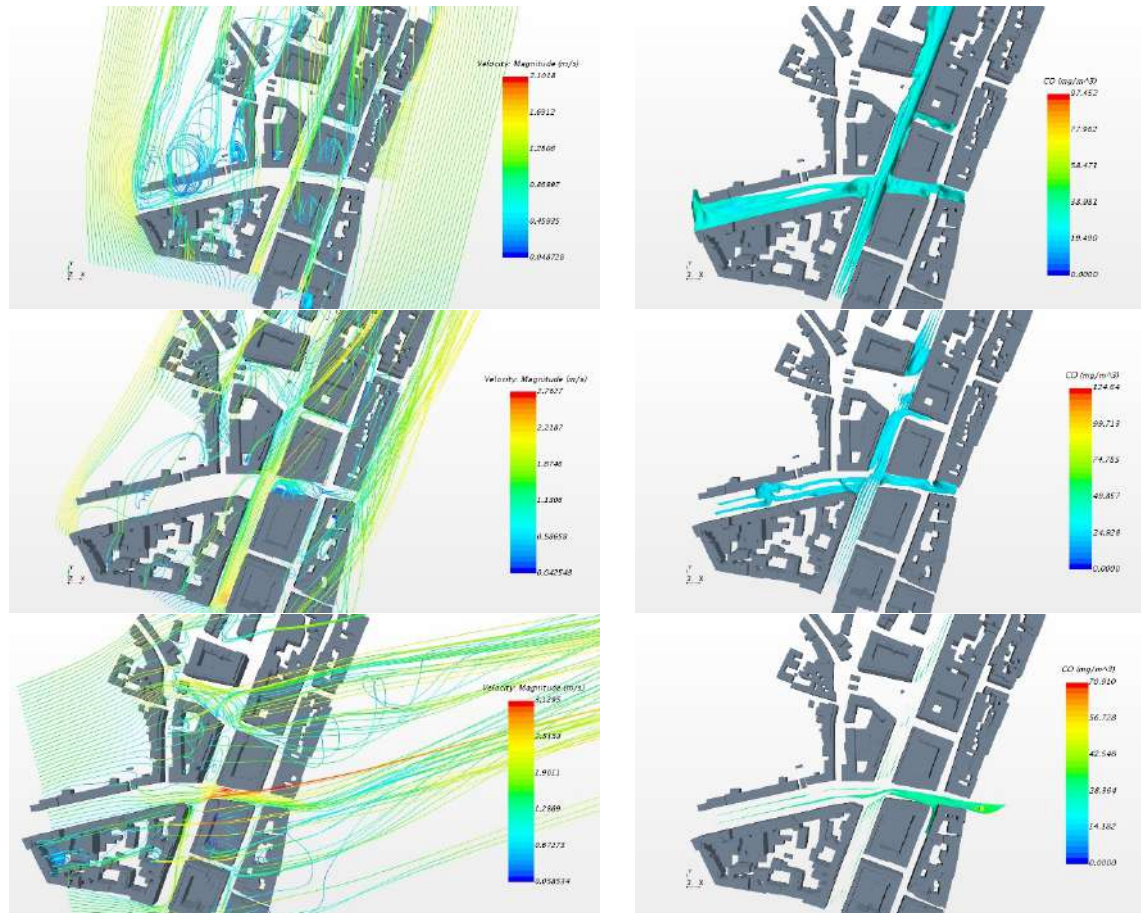 Velocity: Magnitude (m/s)
2.1018
1.6912
1.2806
0.86997
0.45935
0.048728
Y
Z X
CO (mg/m^3)
97.452
77.962
58.471
38.981
19.490
0.0000
Y
Z X
Velocity: Magnitude (m/s)
2.7627
2.2187
1.6746
1.1306
0.58658
0.042548
Y
Z X
CO (mg/m^3)
124.64
99.713
74.785
49.857
24.928
0.0000
Y
Z X
Velocity: Magnitude (m/s)
3.1295
2.5153
1.9011
1.2869
0.67273
0.058534
Y
Z X
CO (mg/m^3)
70.910
56.728
42.546
28.364
14.182
0.0000
Y
Z X